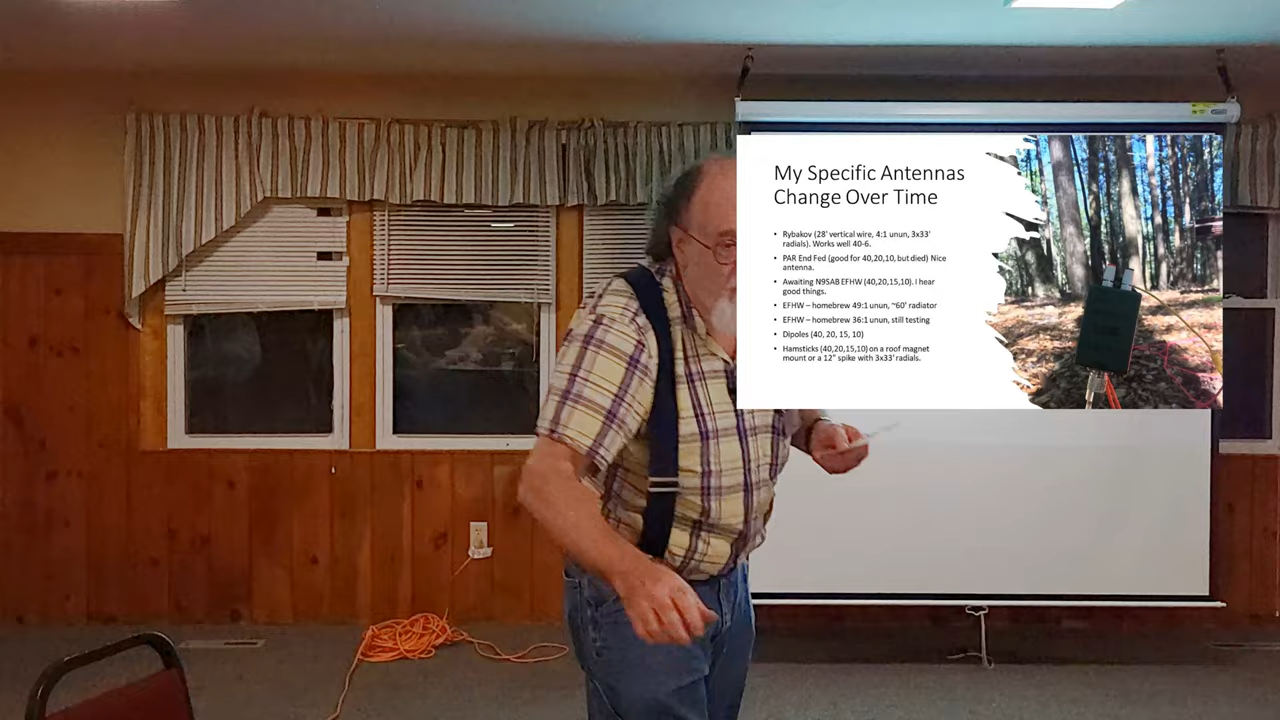 My Specific Antennas
Change Over Time
• Rybakov (28' vertical wire, 4:1 unun, 3x33'
radials). Works well 40-6.
• PAR End Fed (good for 40,20,10, but died) Nice
antenna.
• Awaiting N9SAB EFHW (40,20,15,10). I hear
good things.
• EFHW – homebrew 49:1 unun, ~60' radiator
• EFHW – homebrew 36:1 unun, still testing
• Dipoles (40, 20, 15, 10)
• Hamsticks (40,20,15,10) on a roof magnet
mount or a 12" spike with 3x33' radials.